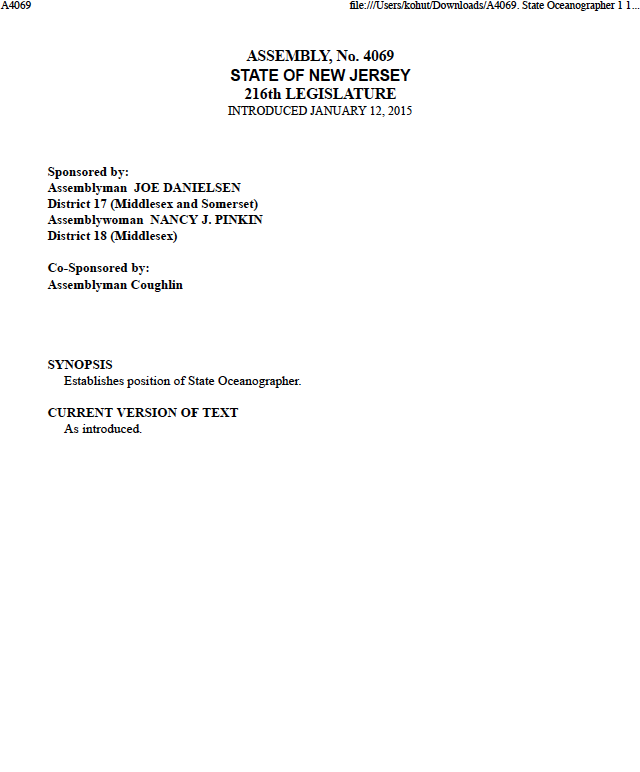 A4069
file:///Users/kohut/Downloads/A4069. State Oceanographer 1 1...
ASSEMBLY, No. 4069
STATE OF NEW JERSEY
216th LEGISLATURE
INTRODUCED JANUARY 12, 2015
Sponsored by:
Assemblyman JOE DANIELSEN
District 17 (Middlesex and Somerset)
Assemblywoman NANCY J. PINKIN
District 18 (Middlesex)
Co-Sponsored by:
Assemblyman Coughlin
SYNOPSIS
Establishes position of State Oceanographer.
CURRENT VERSION OF TEXT
As introduced.